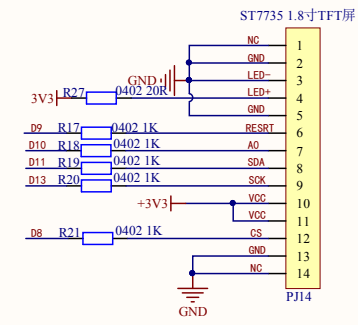 ST7735 1.8寸TFT屏
NC 1
GND 2
GND LED- 3
3V3 R27 0402 20R LED+ 4
GND 5
D9 R17 0402 1K RESRT 6
D10 R18 0402 1K AO 7
D11 R19 0402 1K SDA 8
D13 R20 0402 1K SCK 9
+3V3 VCC 10
VCC 11
D8 R21 0402 1K CS 12
GND 13
NC 14
GND PJ14